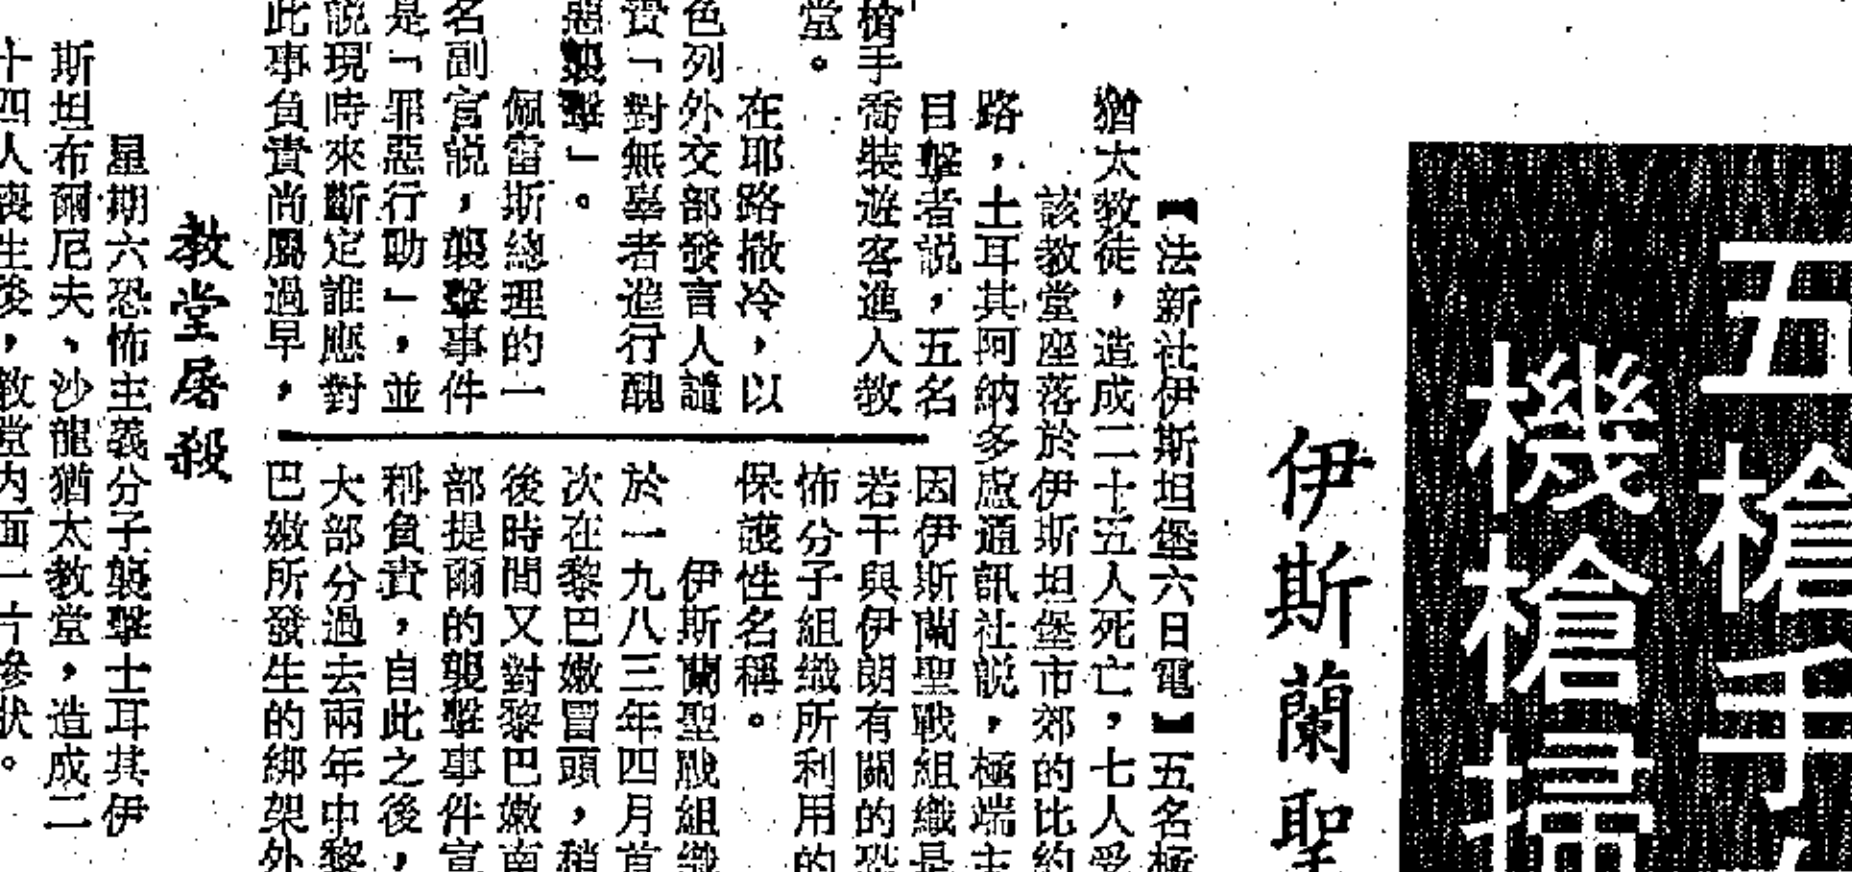 五槍手
機槍掃
伊斯蘭聖
【法新社伊斯坦堡六日電】五名極
猶太教徒，造成二十五人死亡，七人受
該教堂座落於伊斯坦堡市郊的比約
路，土耳其阿納多盧通訊社說，極端主
目擊者說，五名
槍手喬裝遊客進入教
堂。
在耶路撒冷，以
色列外交部發言人譴
責「對無辜者進行醜
惡襲擊」。
佩雷斯總理的一
名副官說，襲擊事件
是「罪惡行動」，並
說現時來斷定誰應對
此事負責尚屬過早，
因伊斯蘭聖戰組織是
若干與伊朗有關的恐
怖分子組織所利用的
保護性名稱。
伊斯蘭聖戰組織
於一九八三年四月首
次在黎巴嫩冒頭，稍
後時間又對黎巴嫩南
部提爾的襲擊事件宣
稱負責，自此之後，
大部分過去兩年中黎
巴嫩所發生的綁架外
教堂屠殺
星期六恐怖主義分子襲擊土耳其伊
斯坦布爾尼夫、沙龍猶太教堂，造成二
十四人喪生後，教堂內面一片慘狀。